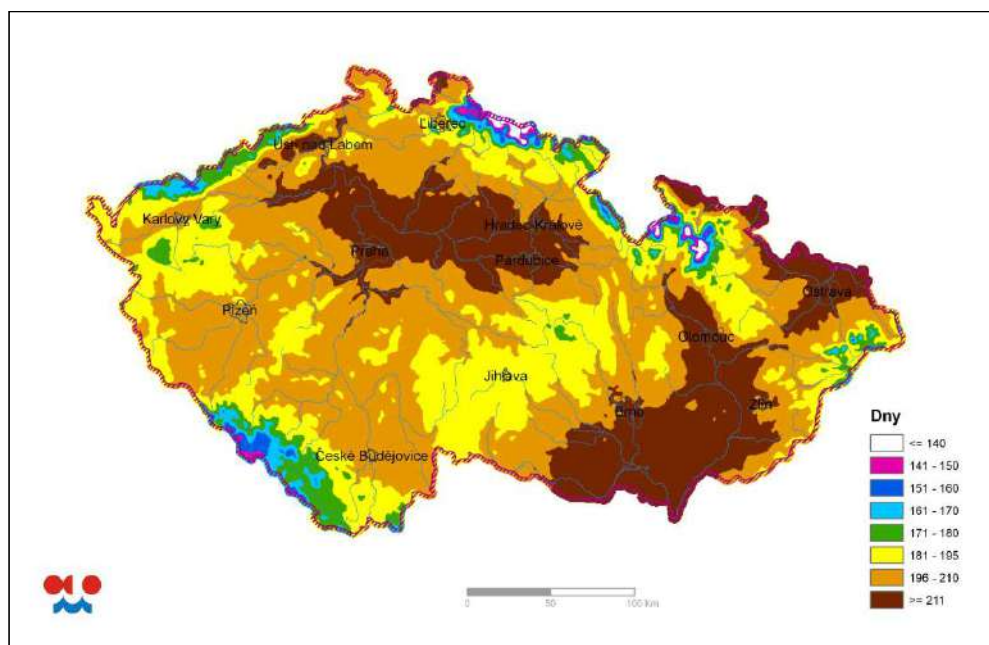 Liberec
Ústí nad Labem
Karlovy Vary
Hradec Králové
Praha
Pardubice
Ostrava
Plzeň
Olomouc
Jihlava
Zlín
Brno
České Budějovice
Dny
<= 140
141 - 150
151 - 160
161 - 170
171 - 180
181 - 195
196 - 210
>= 211
0 50 100 Km